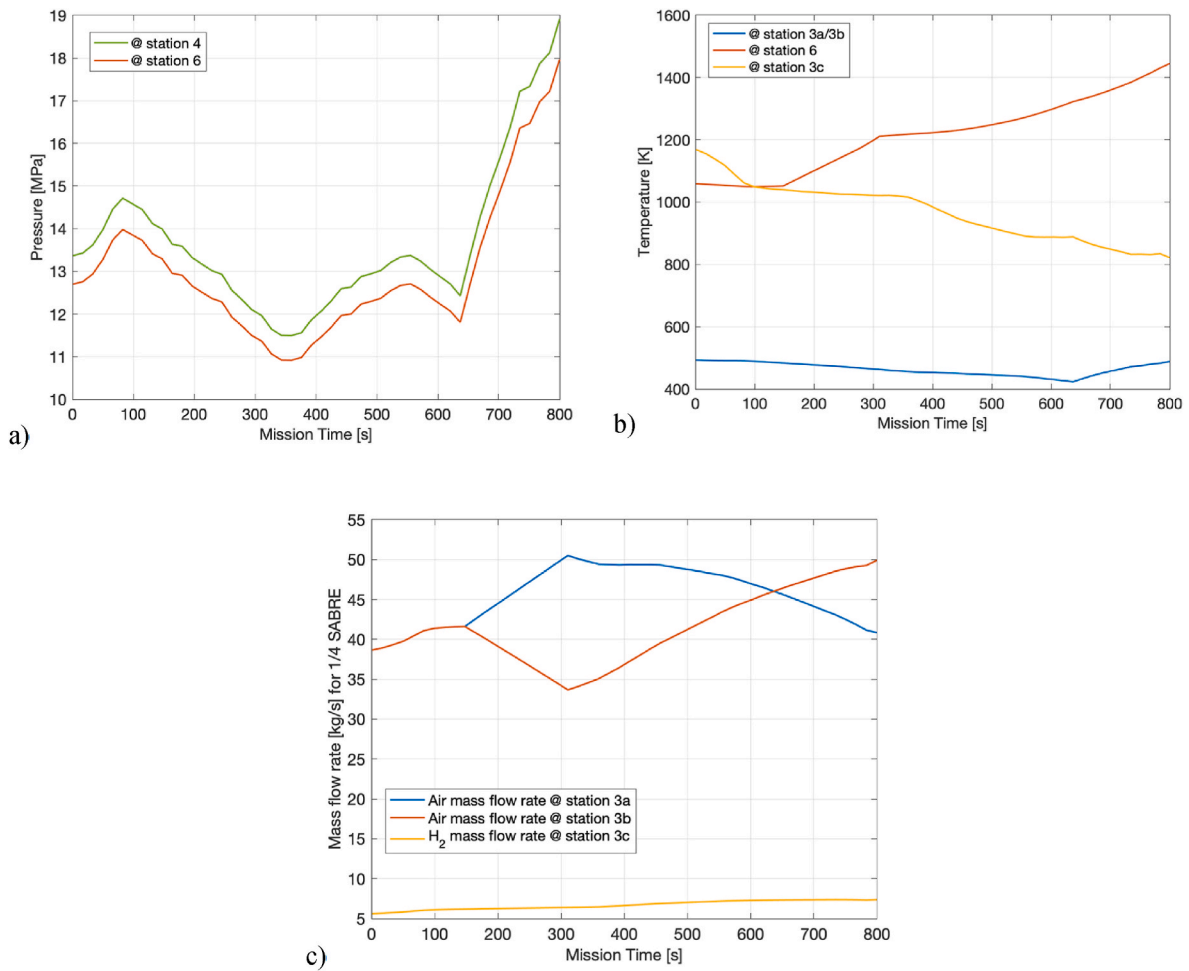 19
18
17
16
15
14
13
12
11
10
Pressure [MPa]
@ station 4
@ station 6
0 100 200 300 400 500 600 700 800
Mission Time [s]
a)
1600
1400
1200
1000
800
600
400
Temperature [K]
@ station 3a/3b
@ station 6
@ station 3c
0 100 200 300 400 500 600 700 800
Mission Time [s]
b)
55
50
45
40
35
30
25
20
15
10
5
Mass flow rate [kg/s] for 1/4 SABRE
Air mass flow rate @ station 3a
Air mass flow rate @ station 3b
H2 mass flow rate @ station 3c
0 100 200 300 400 500 600 700 800
Mission Time [s]
c)